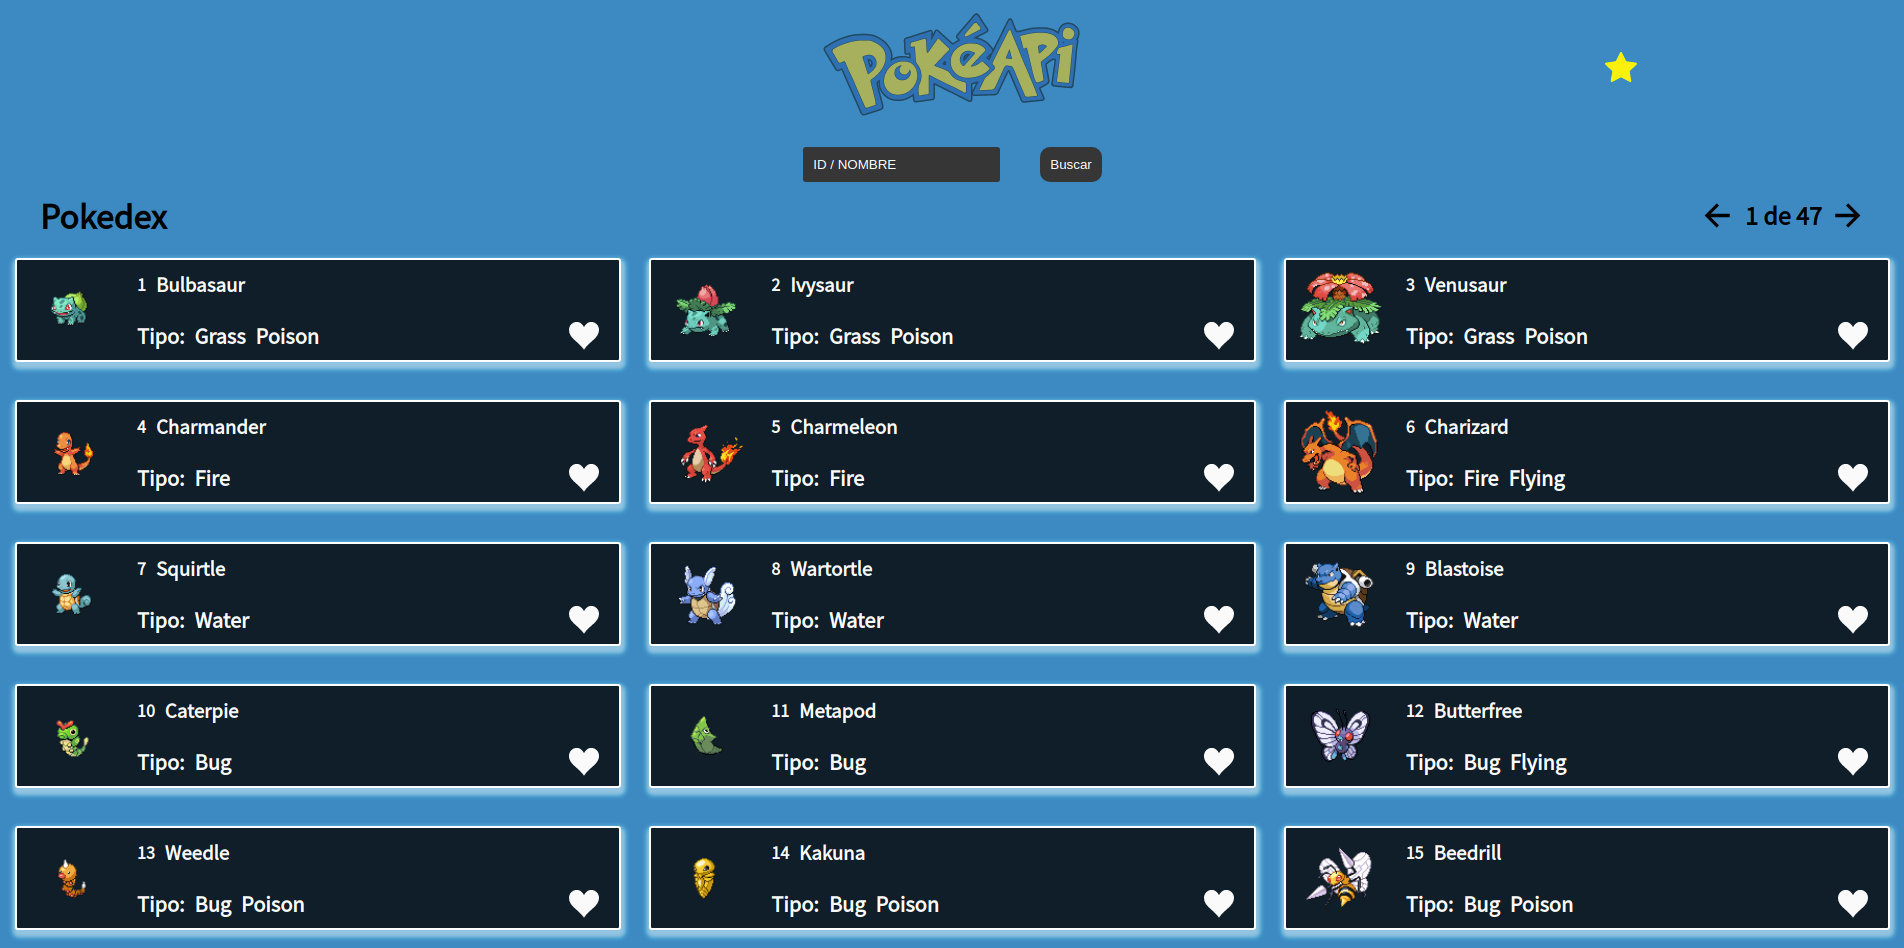 PokéApi
ID / NOMBRE
Buscar
Pokedex
1 de 47
1 Bulbasaur
Tipo: Grass Poison
2 Ivysaur
Tipo: Grass Poison
3 Venusaur
Tipo: Grass Poison
4 Charmander
Tipo: Fire
5 Charmeleon
Tipo: Fire
6 Charizard
Tipo: Fire Flying
7 Squirtle
Tipo: Water
8 Wartortle
Tipo: Water
9 Blastoise
Tipo: Water
10 Caterpie
Tipo: Bug
11 Metapod
Tipo: Bug
12 Butterfree
Tipo: Bug Flying
13 Weedle
Tipo: Bug Poison
14 Kakuna
Tipo: Bug Poison
15 Beedrill
Tipo: Bug Poison